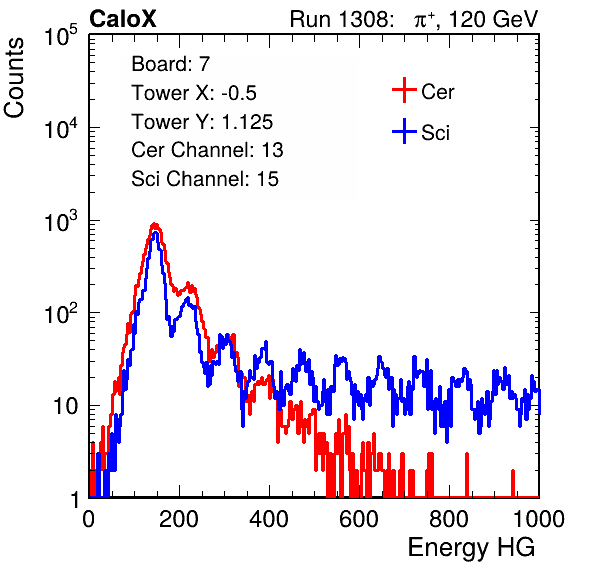 CaloX Run 1308: π⁺, 120 GeV
Counts
Board: 7
Tower X: -0.5
Tower Y: 1.125
Cer Channel: 13
Sci Channel: 15
Cer
Sci
10⁵
10⁴
10³
10²
10
1
0 200 400 600 800 1000
Energy HG